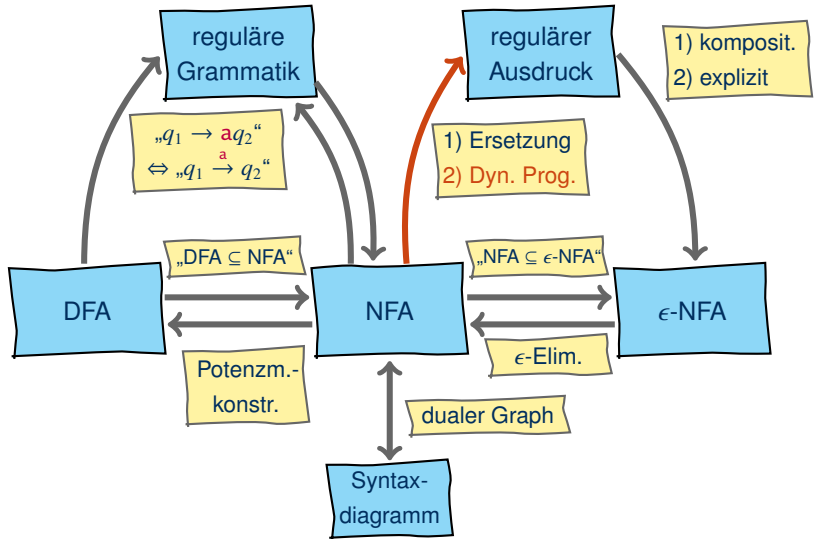 reguläre
Grammatik
regulärer
Ausdruck
1) komposit.
2) explizit
„q₁ → aq₂“
⇔ „q₁ →ᵃ q₂“
1) Ersetzung
2) Dyn. Prog.
„DFA ⊆ NFA“
„NFA ⊆ ϵ-NFA“
DFA
NFA
ϵ-NFA
Potenzm.-
konstr.
ϵ-Elim.
dualer Graph
Syntax-
diagramm